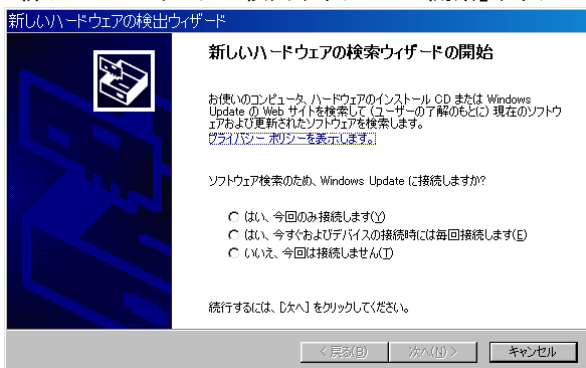 新しいハードウェアの検出ウィザード
新しいハードウェアの検索ウィザードの開始
お使いのコンピュータ、ハードウェアのインストール CD または Windows
Update の Web サイトを検索して (ユーザーの了解のもとに) 現在のソフトウ
ェアおよび更新されたソフトウェアを検索します。
プライバシー ポリシーを表示します。
ソフトウェア検索のため、Windows Update に接続しますか?
はい、今回のみ接続します(Y)
はい、今すぐおよびデバイスの接続時には毎回接続します(E)
いいえ、今回は接続しません(T)
続行するには、[次へ] をクリックしてください。
< 戻る(B) 次へ(N) > キャンセル